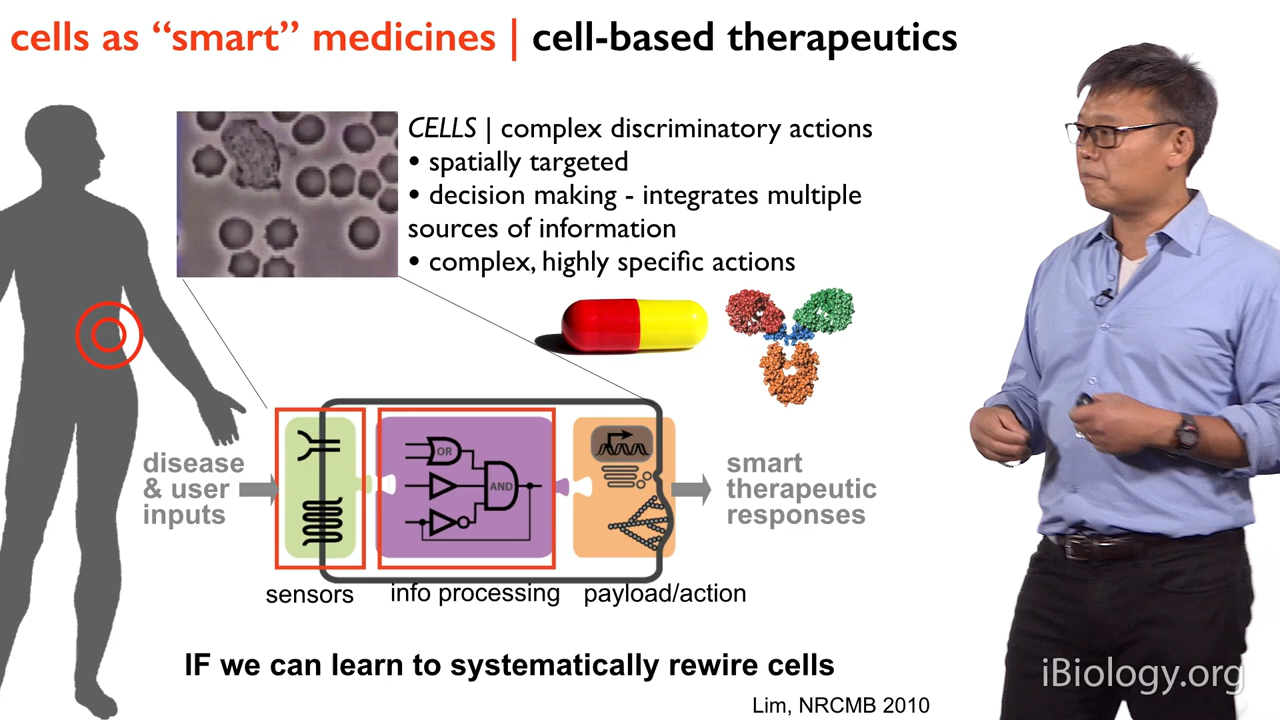 cells as “smart” medicines | cell-based therapeutics
CELLS | complex discriminatory actions
• spatially targeted
• decision making - integrates multiple
sources of information
• complex, highly specific actions
disease
& user
inputs
OR
AND
smart
therapeutic
responses
sensors
info processing
payload/action
IF we can learn to systematically rewire cells
Lim, NRCMB 2010
iBiology.org